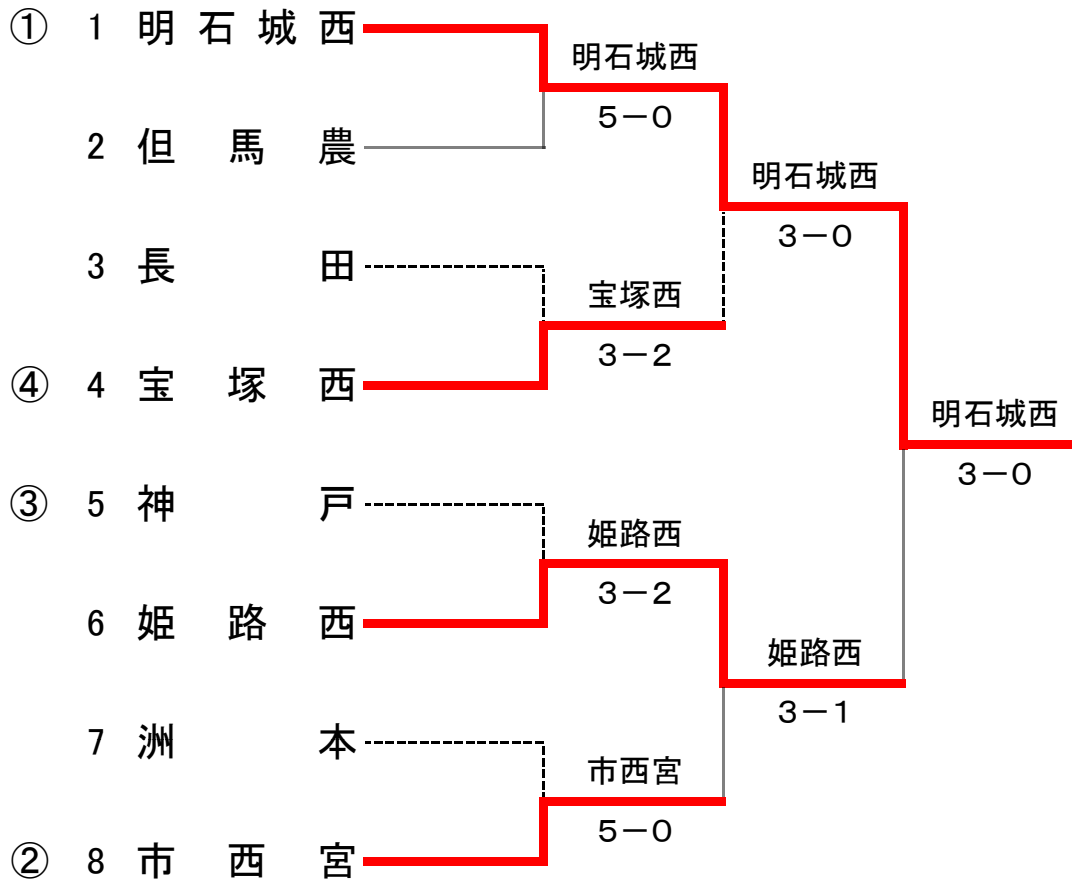 ① 1 明石城西
明石城西
5－0
2 但馬農
明石城西
3－0
3 長田
宝塚西
3－2
④ 4 宝塚西
明石城西
3－0
③ 5 神戸
姫路西
3－2
6 姫路西
姫路西
3－1
7 洲本
市西宮
5－0
② 8 市西宮